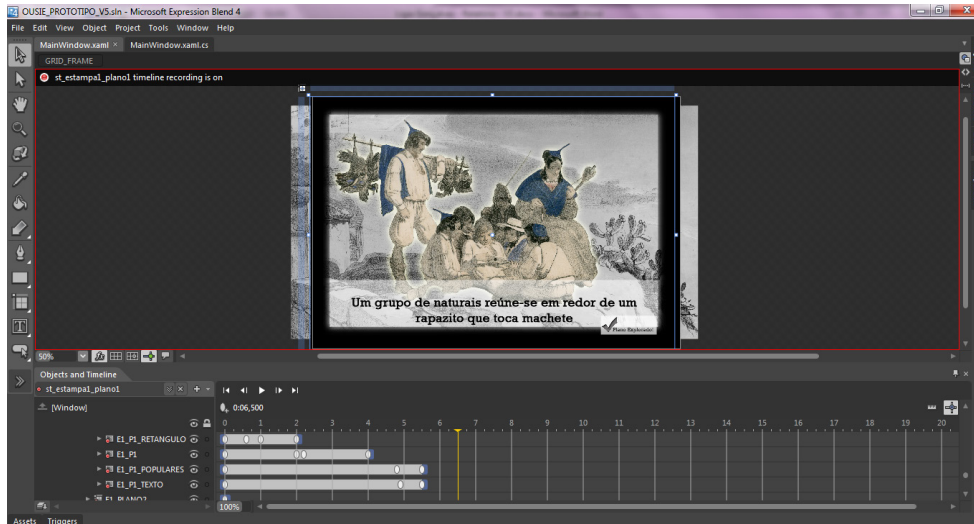 OUSIE_PROTOTIPO_V5.sln - Microsoft Expression Blend 4
File Edit View Object Project Tools Window Help
MainWindow.xaml × MainWindow.xaml.cs
GRID_FRAME
st_estampa1_plano1 timeline recording is on
Um grupo de naturais reúne-se em redor de um
rapazito que toca machete
Plano Explorado!
50%
Objects and Timeline
st_estampa1_plano1
[Window]
0:06,500
0 1 2 3 4 5 6 7 8 9 10 11 12 13 14 15 16 17 18 19 20
E1_P1_RETANGULO
E1_P1
E1_P1_POPULARES
E1_P1_TEXTO
E1_PLANO2
100%
Assets Triggers